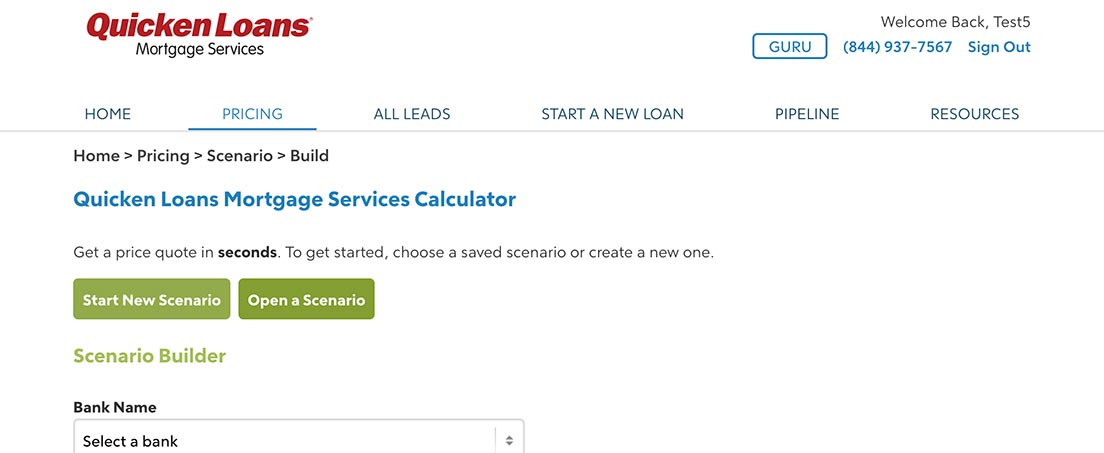 Quicken Loans
Mortgage Services
Welcome Back, Test5
GURU (844) 937-7567 Sign Out
HOME PRICING ALL LEADS START A NEW LOAN PIPELINE RESOURCES
Home > Pricing > Scenario > Build
Quicken Loans Mortgage Services Calculator
Get a price quote in seconds. To get started, choose a saved scenario or create a new one.
Start New Scenario Open a Scenario
Scenario Builder
Bank Name
Select a bank